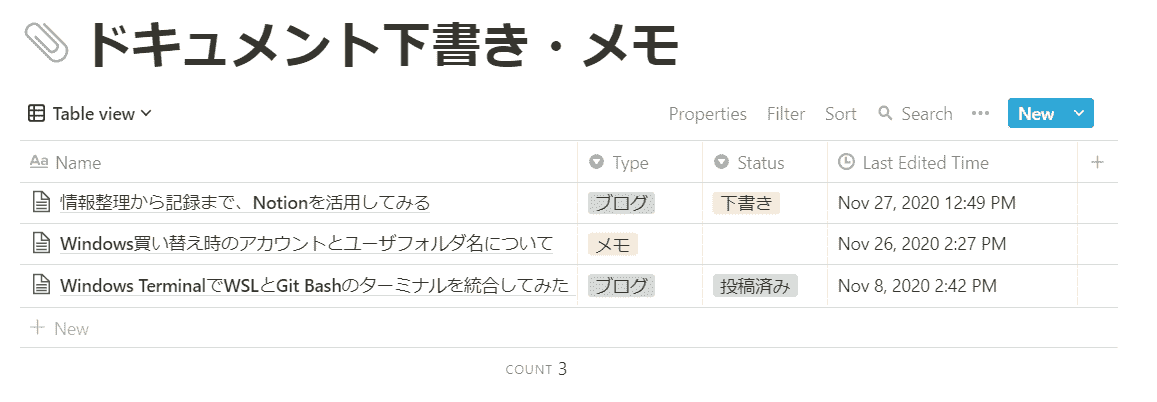 ドキュメント下書き・メモ
Table view Properties Filter Sort Search ••• New
Aa Name Type Status Last Edited Time +
情報整理から記録まで、Notionを活用してみる ブログ 下書き Nov 27, 2020 12:49 PM
Windows買い替え時のアカウントとユーザフォルダ名について メモ Nov 26, 2020 2:27 PM
Windows TerminalでWSLとGit Bashのターミナルを統合してみた ブログ 投稿済み Nov 8, 2020 2:42 PM
+ New
COUNT 3